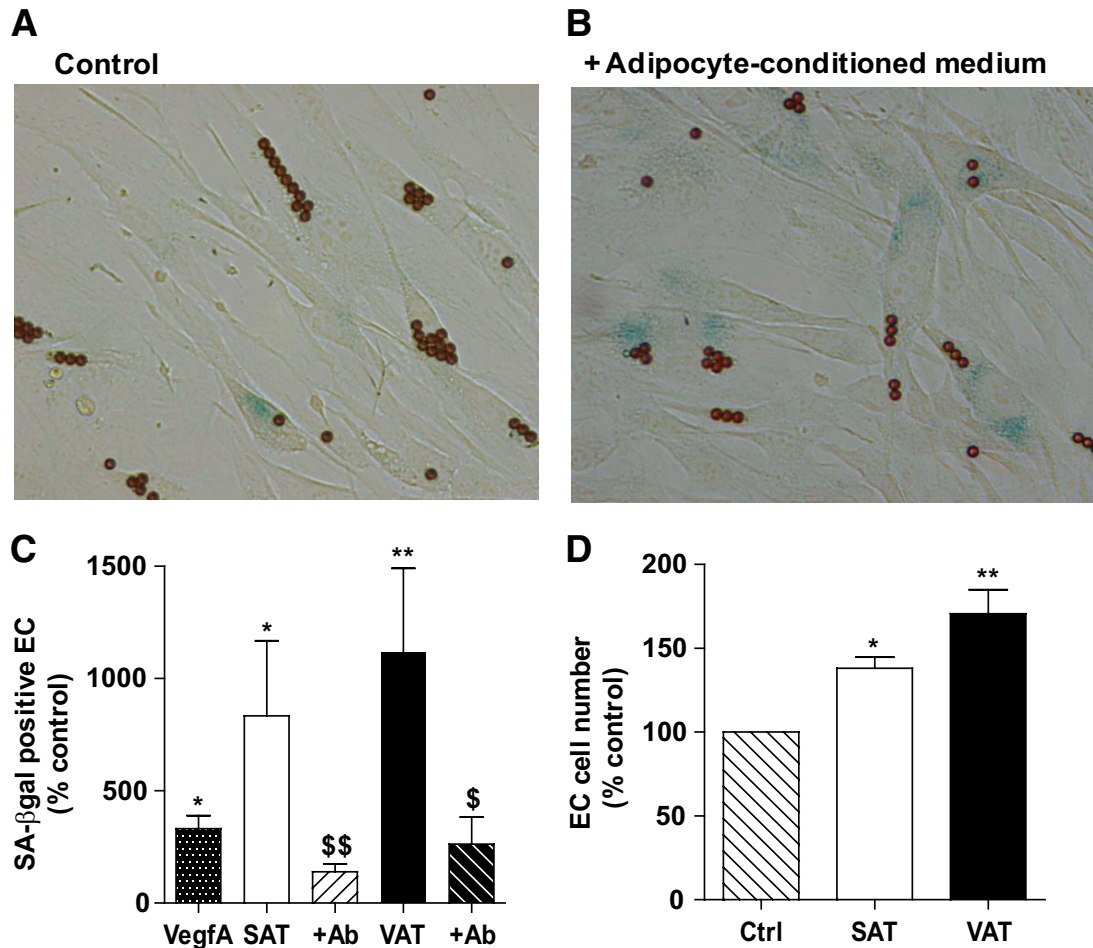 A
Control
B
+ Adipocyte-conditioned medium
C
SA-βgal positive EC
(% control)
1500
1000
500
0
*
*
$$
**
$
VegfA SAT +Ab VAT +Ab
D
EC cell number
(% control)
200
150
100
50
0
*
**
Ctrl SAT VAT